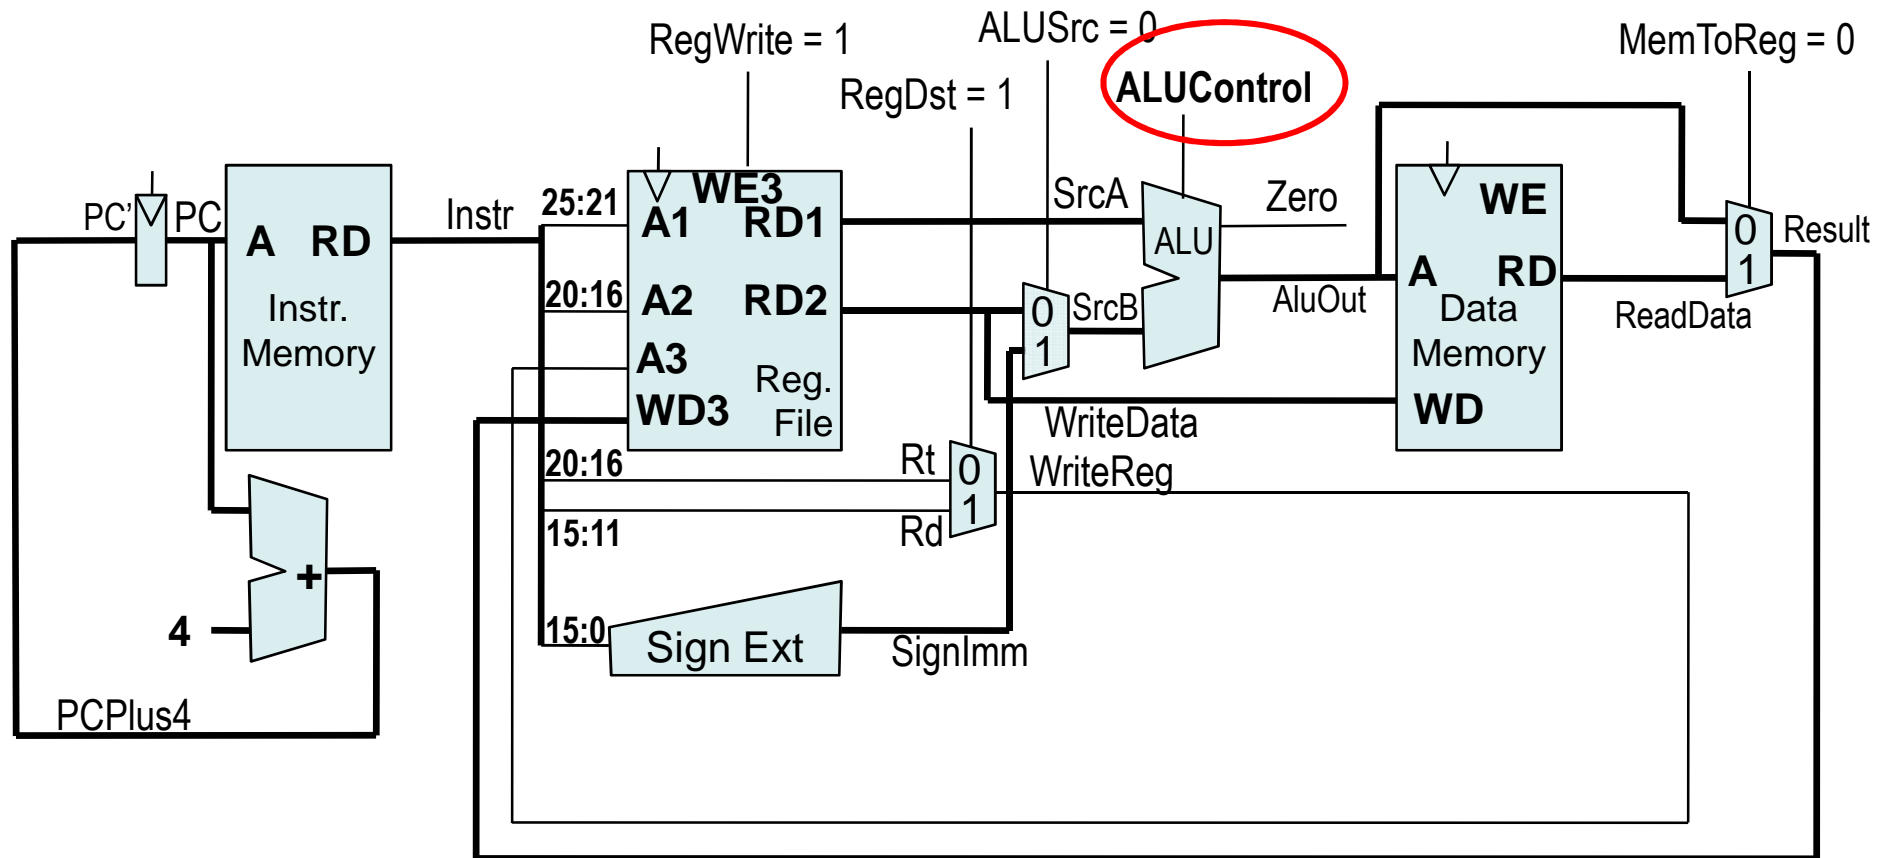 RegWrite = 1
ALUSrc = 0
MemToReg = 0
RegDst = 1
ALUControl
PC'
PC
A RD
Instr.
Memory
Instr
25:21
20:16
A1
WE3
RD1
A2
RD2
A3
WD3
Reg.
File
SrcA
0
1
SrcB
ALU
Zero
AluOut
WE
A RD
Data
Memory
WD
0
1
Result
ReadData
WriteData
WriteReg
20:16
Rt
0
1
15:11
Rd
+
4
15:0
Sign Ext
SignImm
PCPlus4